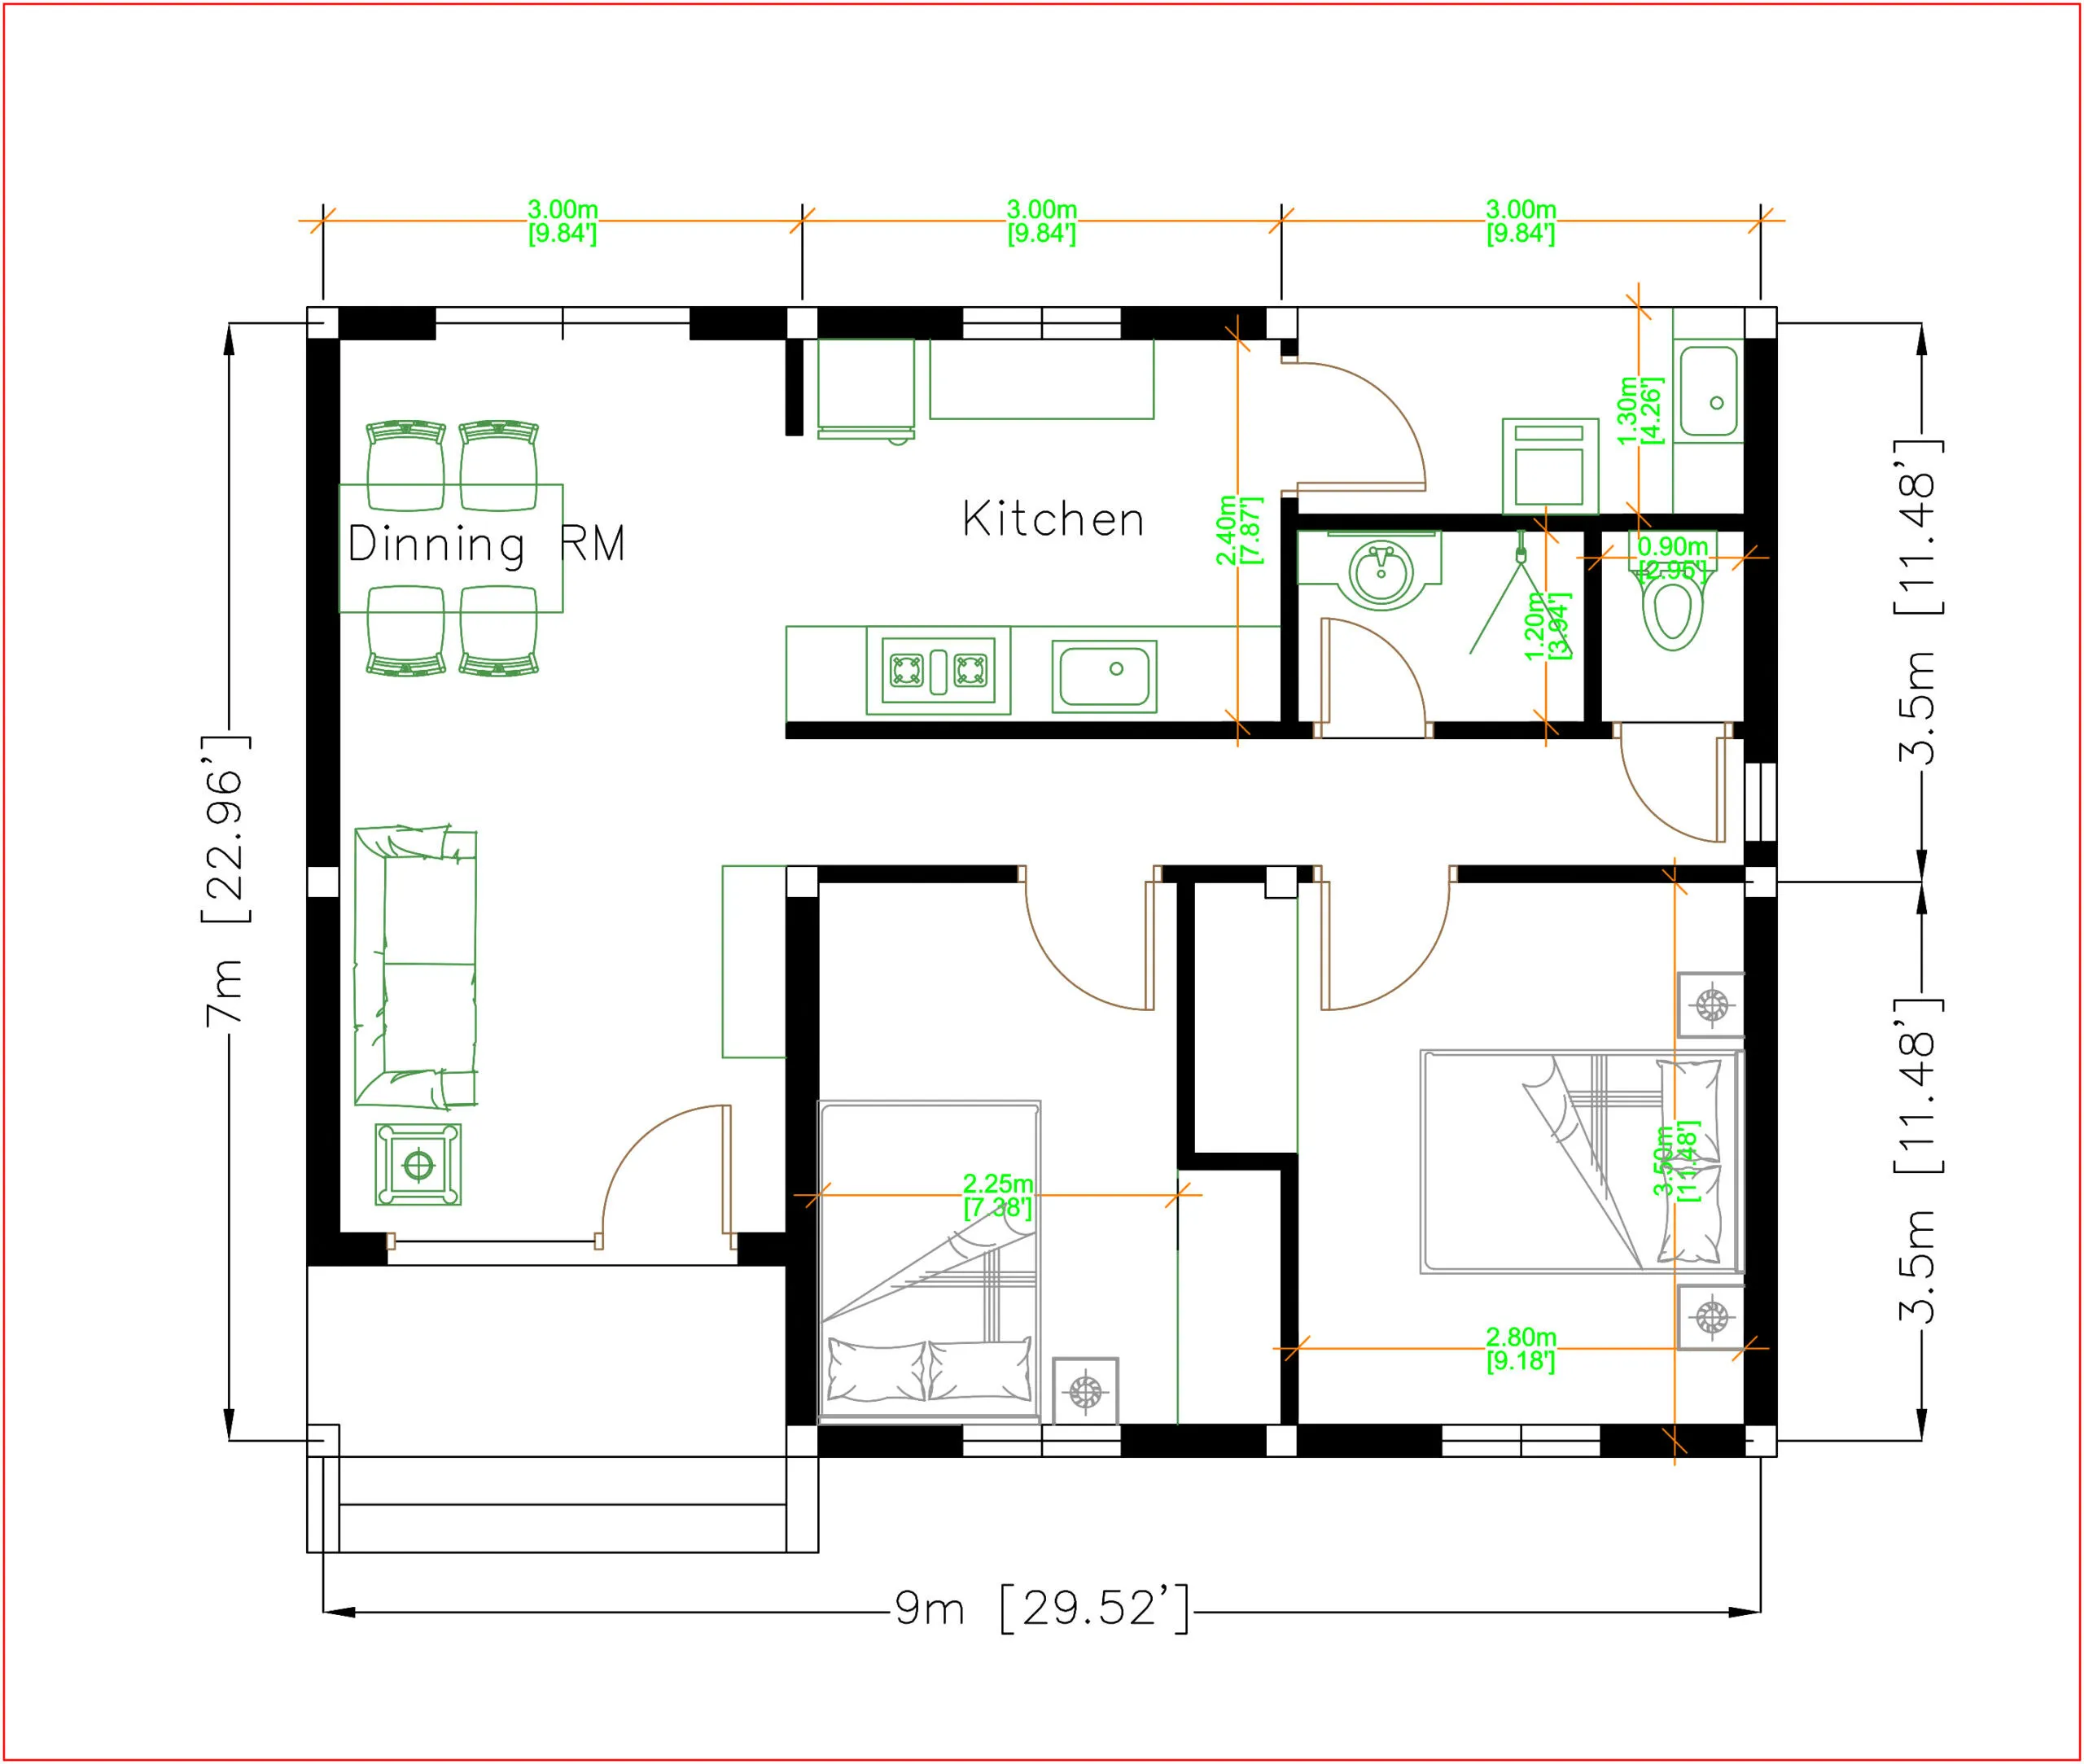 3.00m
[9.84']
3.00m
[9.84']
3.00m
[9.84']
1.30m
[4.26']
Kitchen
2.40m
[7.87']
Dinning RM
0.90m
[2.95']
1.20m
[3.94']
3.5m [11.48']
7m [22.96']
3.50m
[11.48']
3.5m [11.48']
2.25m
[7.38']
2.80m
[9.18']
9m [29.52']